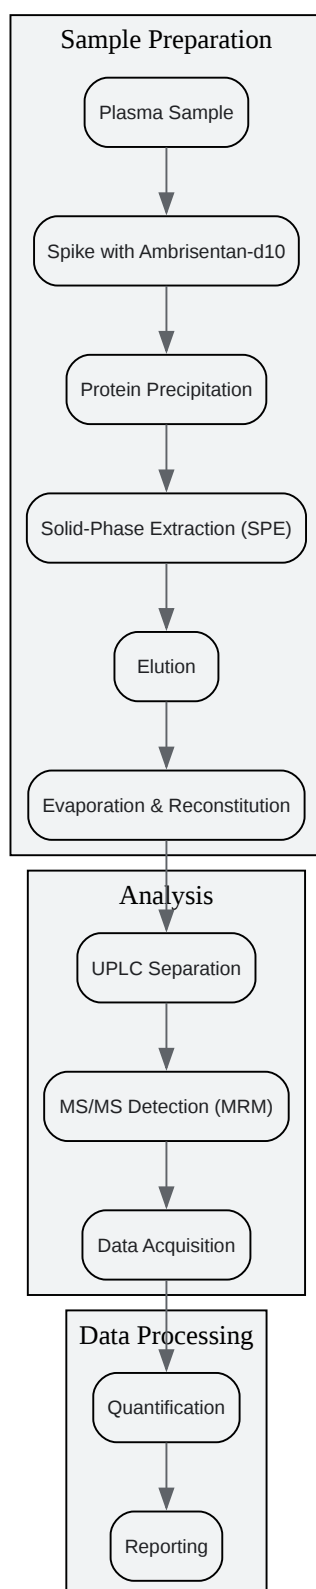 Sample Preparation
Plasma Sample
Spike with Ambrisentan-d10
Protein Precipitation
Solid-Phase Extraction (SPE)
Elution
Evaporation & Reconstitution
Analysis
UPLC Separation
MS/MS Detection (MRM)
Data Acquisition
Data Processing
Quantification
Reporting